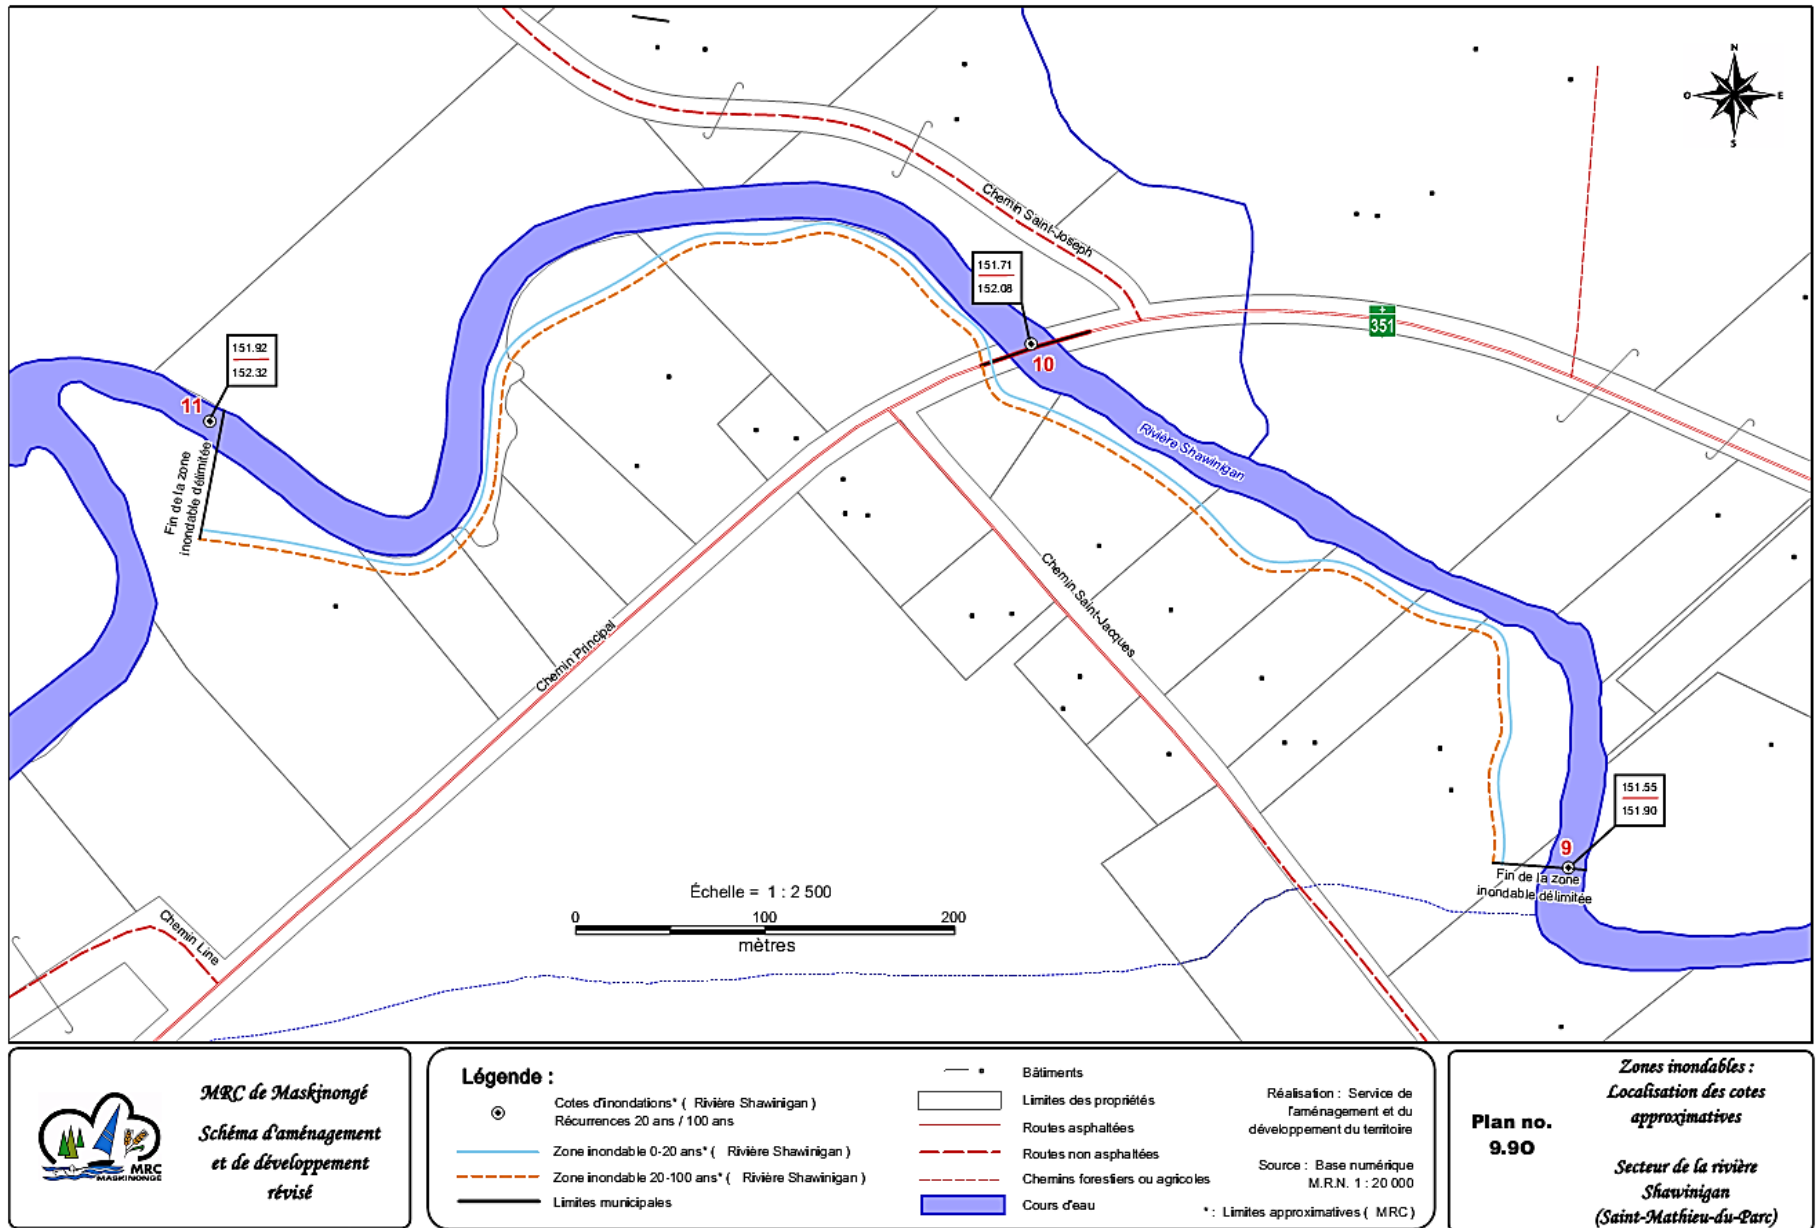 N
O
E
S
Chemin Saint-Joseph
151.71
152.08
10
351
151.92
152.32
11
Fin de la zone
inondable délimitée
Rivière Shawinigan
Chemin Saint-Jacques
Chemin Principal
151.55
151.90
9
Fin de la zone
inondable délimitée
Chemin Line
Échelle = 1 : 2 500
0 100 200
mètres
MRC de Maskinongé
Schéma d'aménagement
et de développement
révisé
MRC
MASKINONGÉ
Légende :
Cotes d'inondations* ( Rivière Shawinigan )
Récurrences 20 ans / 100 ans
Zone inondable 0-20 ans* ( Rivière Shawinigan )
Zone inondable 20-100 ans* ( Rivière Shawinigan )
Limites municipales
Bâtiments
Limites des propriétés
Routes asphaltées
Routes non asphaltées
Chemins forestiers ou agricoles
Cours d'eau
Réalisation : Service de
l'aménagement et du
développement du territoire
Source : Base numérique
M.R.N. 1 : 20 000
* : Limites approximatives ( MRC )
Plan no.
9.90
Zones inondables :
Localisation des cotes
approximatives
Secteur de la rivière
Shawinigan
(Saint-Mathieu-du-Parc)